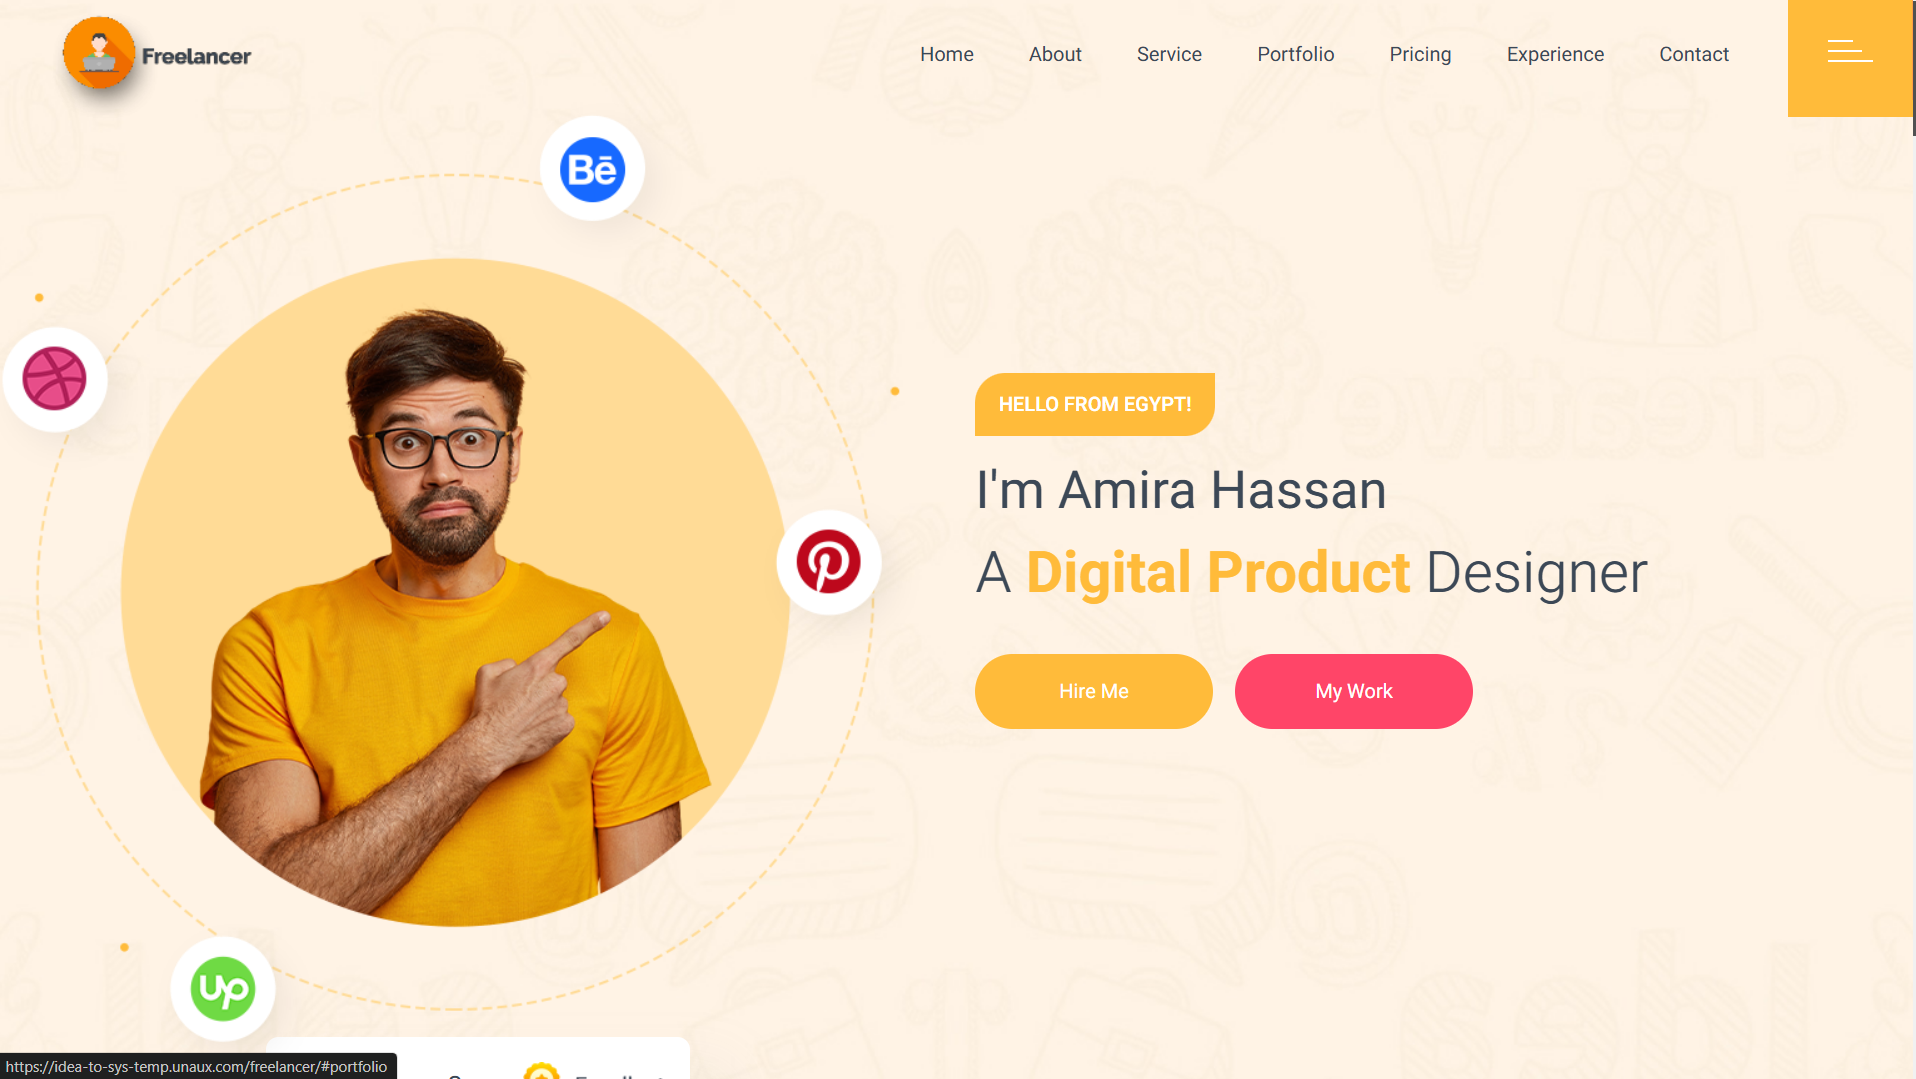 Freelancer
Home About Service Portfolio Pricing Experience Contact
Bē
HELLO FROM EGYPT!
I'm Amira Hassan
A Digital Product Designer
Hire Me My Work
Up
https://idea-to-sys-temp.unaux.com/freelancer/#portfolio